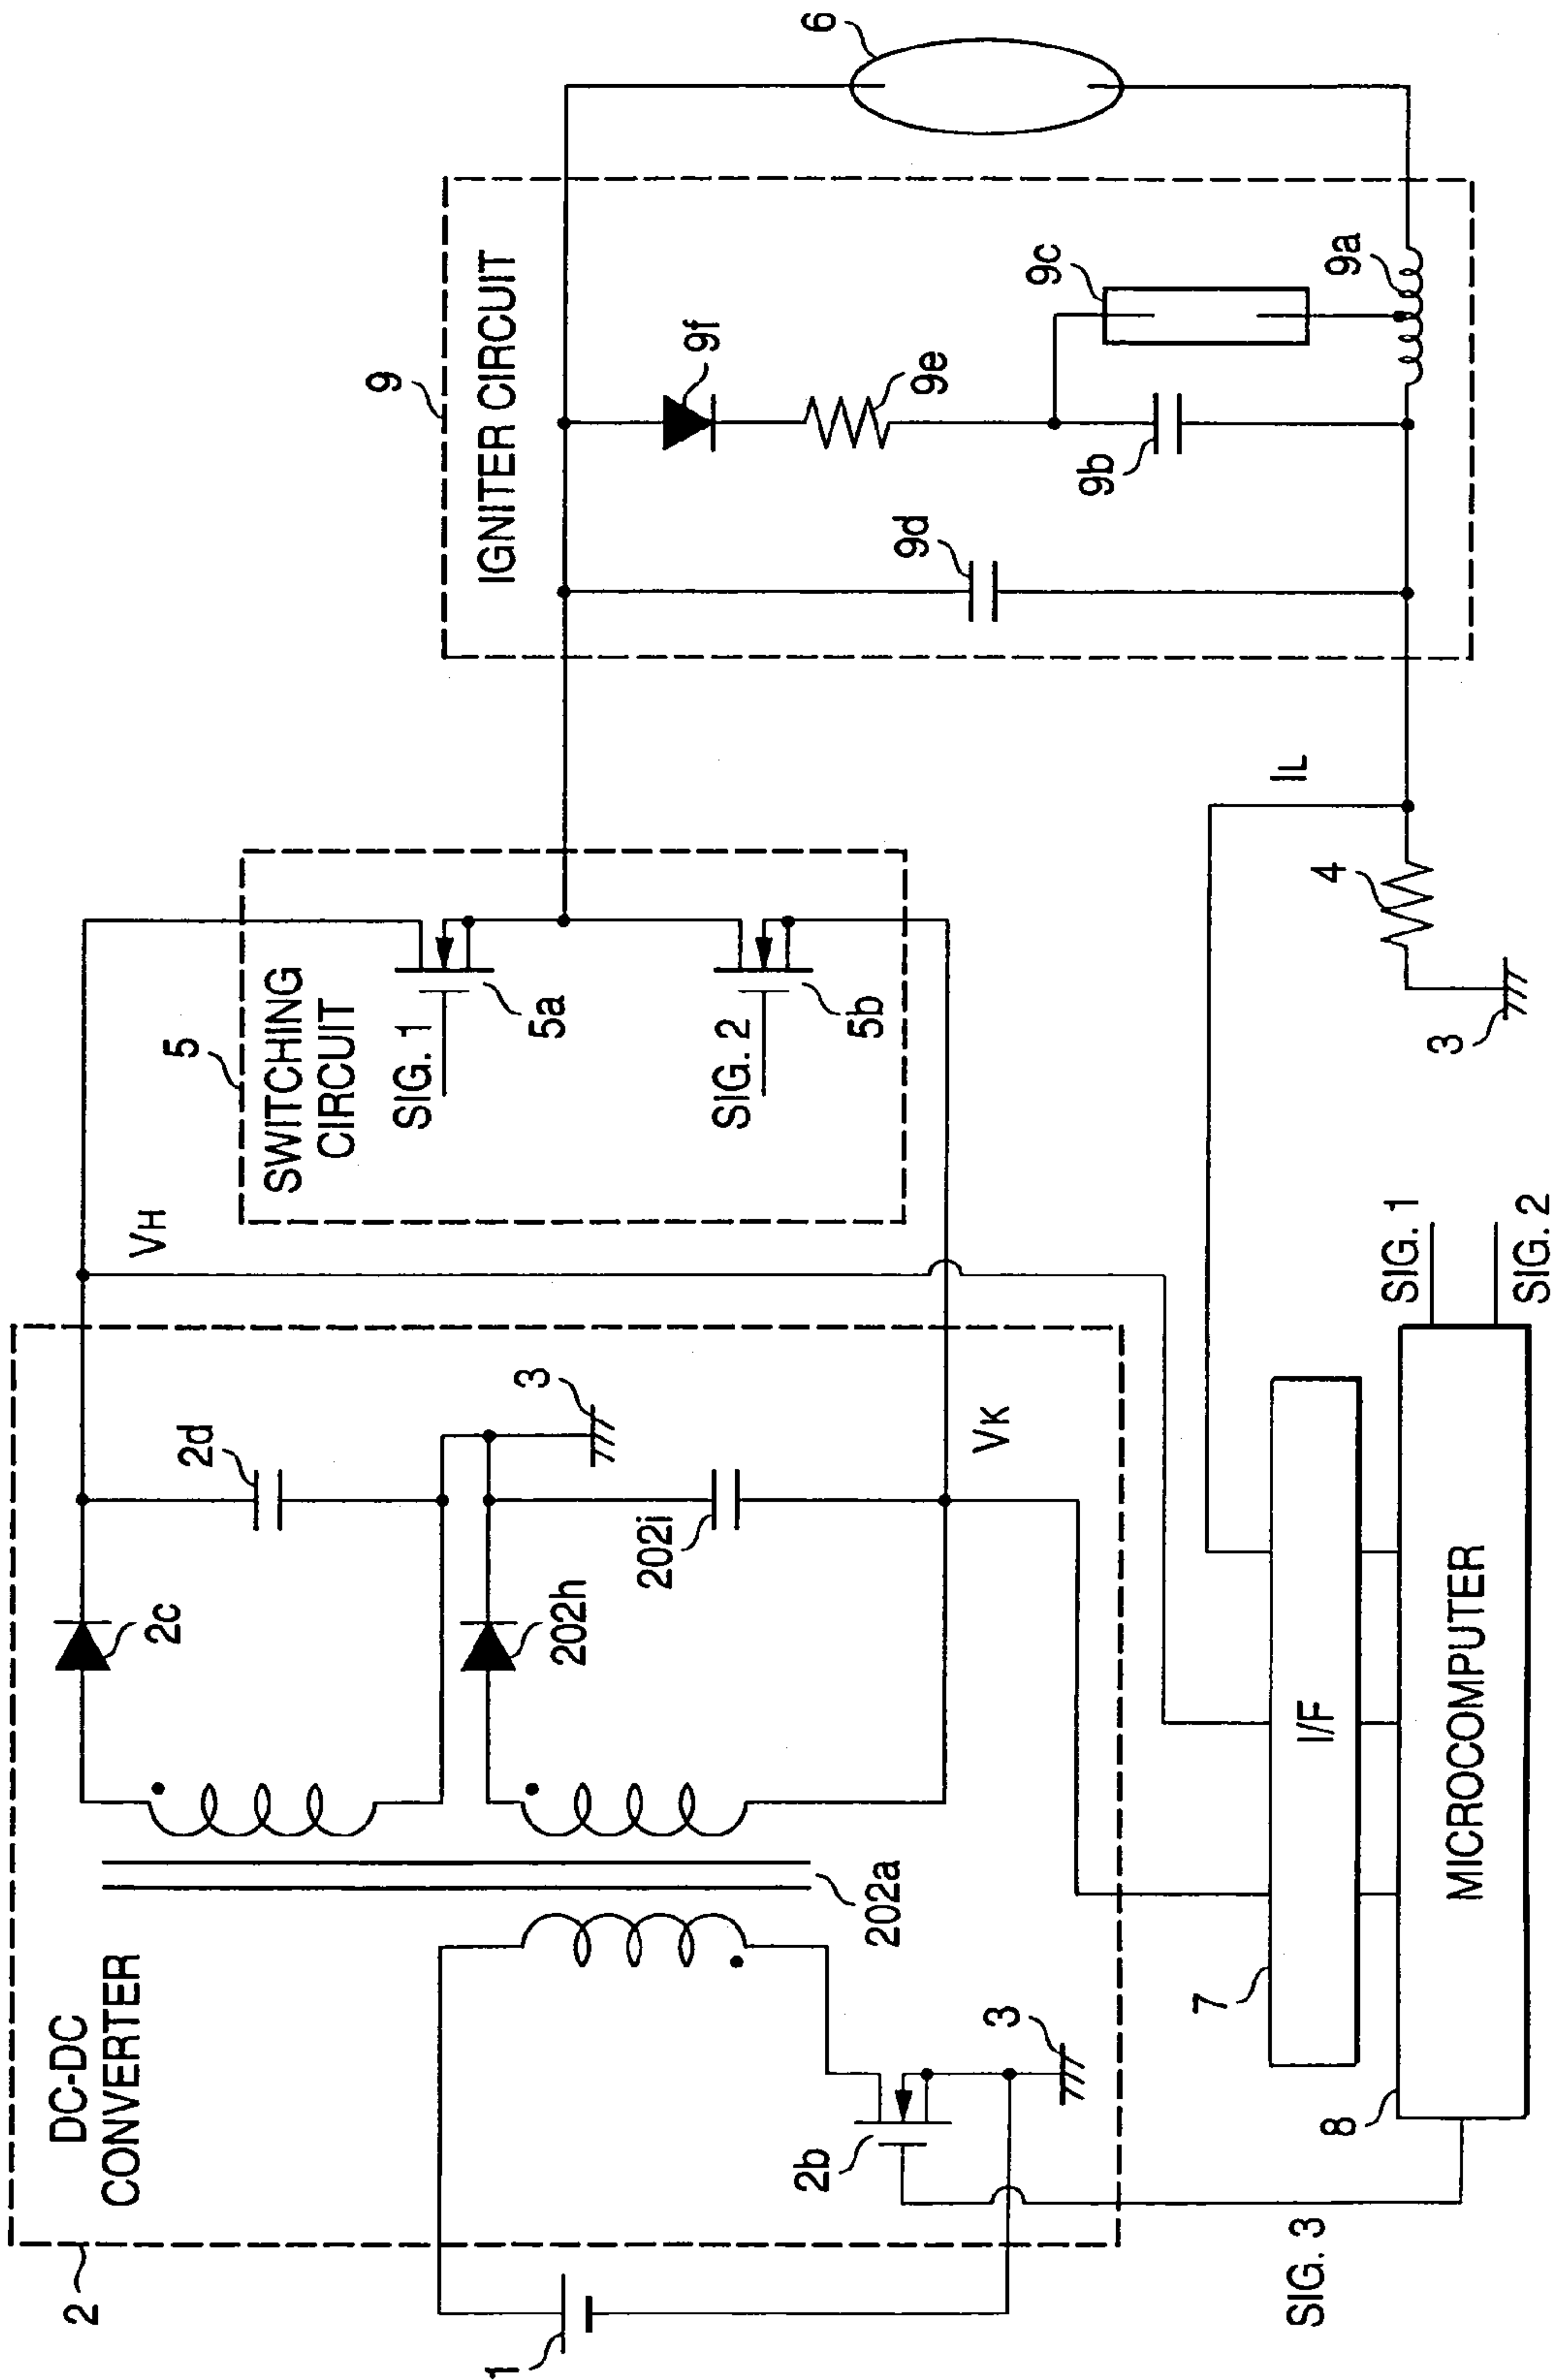 2
DC-DC
CONVERTER
1
2c
2d
202h
202i
202a
3
2b
3
VH
VK
5
SWITCHING
CIRCUIT
SIG. 1
5a
SIG. 2
5b
9
IGNITER CIRCUIT
9f
9e
9d
9b
9c
9a
6
IL
4
3
7
I/F
8
MICROCOMPUTER
SIG. 1
SIG. 2
SIG. 3